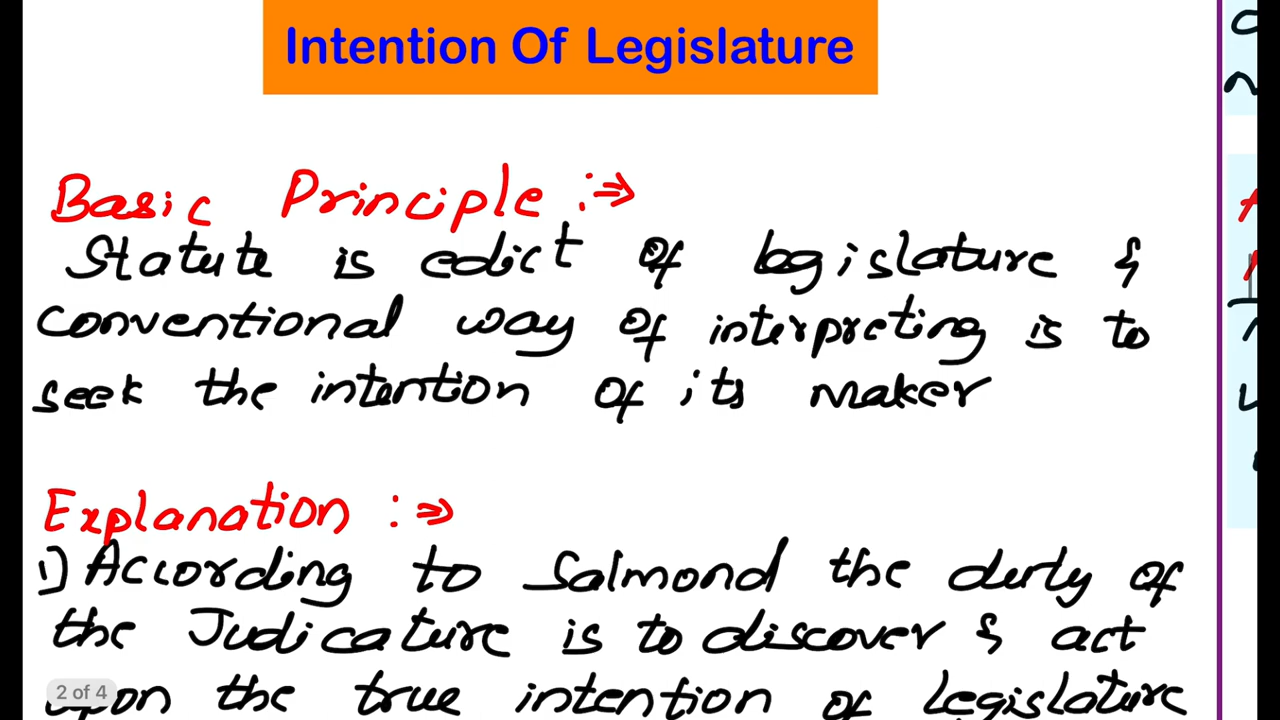 Intention Of Legislature
Basic Principle :⇒
Statute is edict of legislature &
conventional way of interpreting is to
seek the intention of its maker
Explanation :⇒
1) According to Salmond the duty of
the Judicature is to discover & act
upon the true intention of legislature
2 of 4